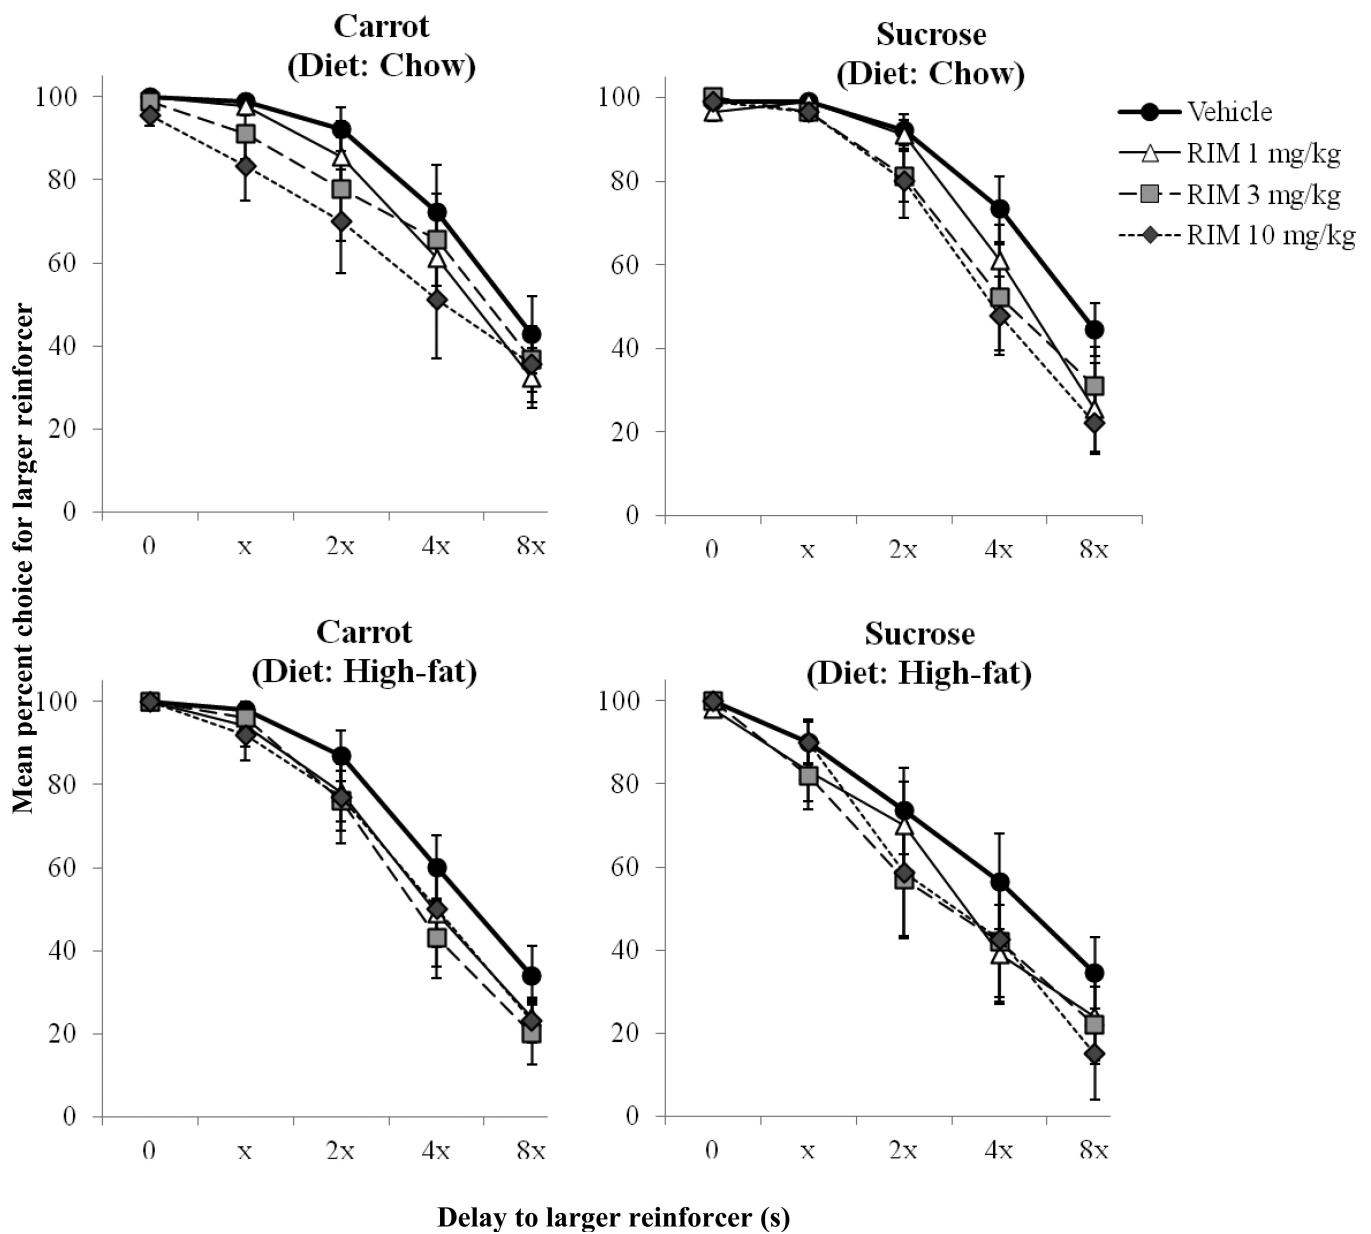 Carrot
(Diet: Chow)
Sucrose
(Diet: Chow)
Vehicle
RIM 1 mg/kg
RIM 3 mg/kg
RIM 10 mg/kg
Mean percent choice for larger reinforcer
100
80
60
40
20
0
0 x 2x 4x 8x
100
80
60
40
20
0
0 x 2x 4x 8x
Carrot
(Diet: High-fat)
Sucrose
(Diet: High-fat)
100
80
60
40
20
0
0 x 2x 4x 8x
100
80
60
40
20
0
0 x 2x 4x 8x
Delay to larger reinforcer (s)